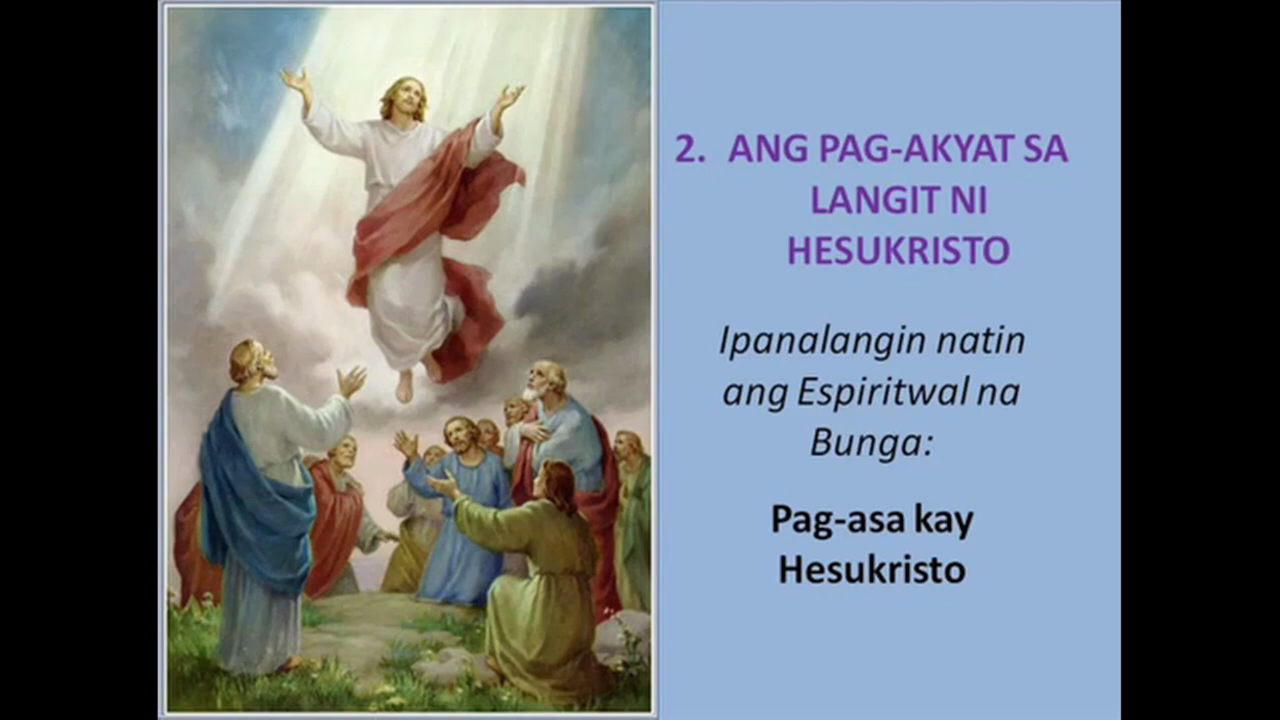 2. ANG PAG-AKYAT SA
LANGIT NI
HESUKRISTO
Ipanalangin natin
ang Espiritwal na
Bunga:
Pag-asa kay
Hesukristo